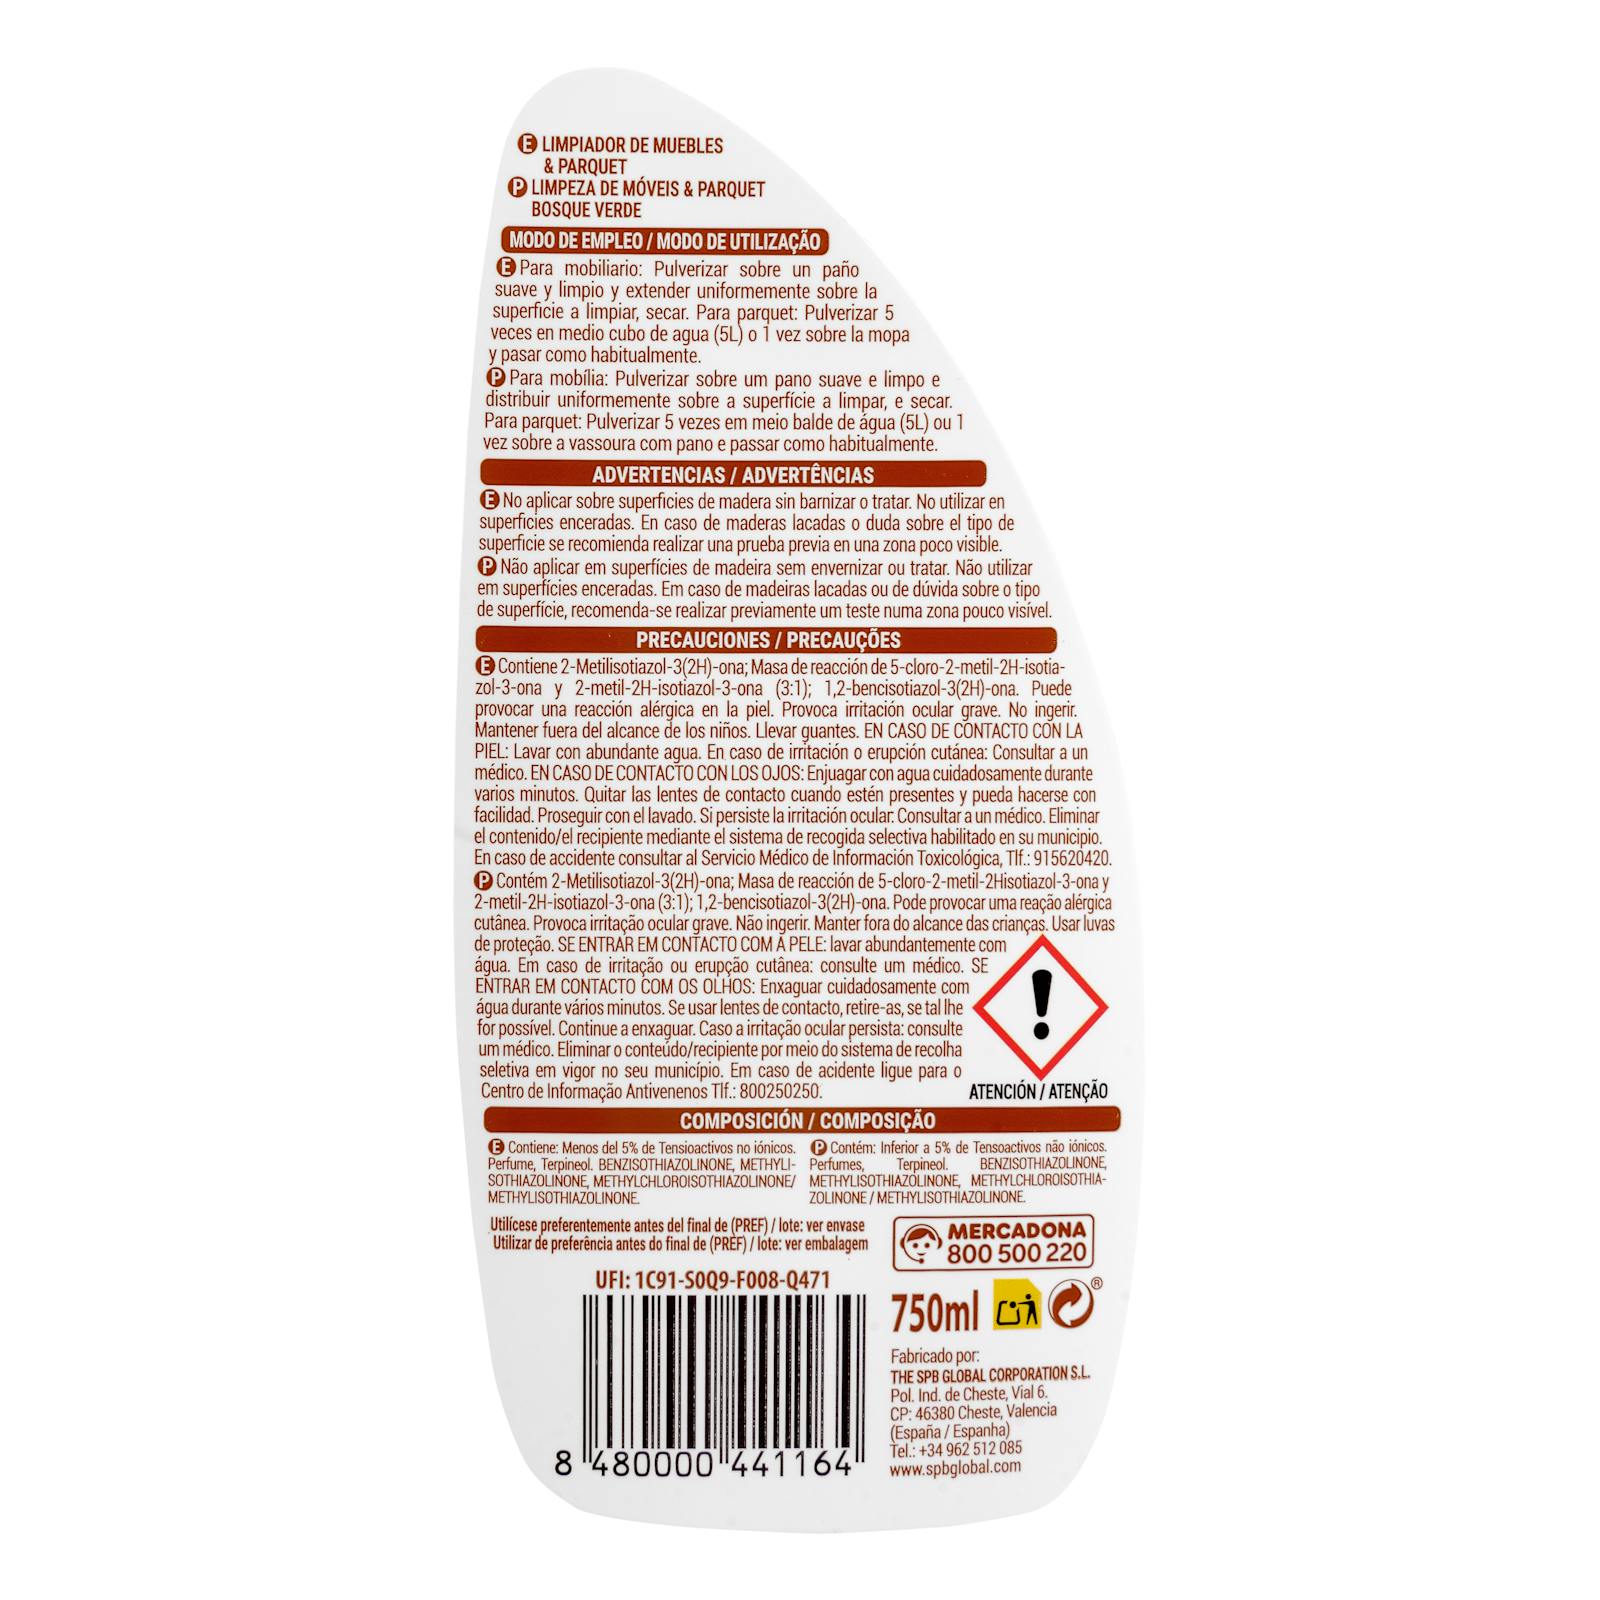 E LIMPIADOR DE MUEBLES
& PARQUET
P LIMPEZA DE MÓVEIS & PARQUET
BOSQUE VERDE
MODO DE EMPLEO / MODO DE UTILIZAÇÃO
E Para mobiliario: Pulverizar sobre un paño
suave y limpio y extender uniformemente sobre la
superficie a limpiar, secar. Para parquet: Pulverizar 5
veces en medio cubo de agua (5L) o 1 vez sobre la mopa
y pasar como habitualmente.
P Para mobília: Pulverizar sobre um pano suave e limpo e
distribuir uniformemente sobre a superfície a limpar, e secar.
Para parquet: Pulverizar 5 vezes em meio balde de água (5L) ou 1
vez sobre a vassoura com pano e passar como habitualmente.
ADVERTENCIAS / ADVERTÊNCIAS
E No aplicar sobre superficies de madera sin barnizar o tratar. No utilizar en
superficies enceradas. En caso de maderas lacadas o duda sobre el tipo de
superficie se recomienda realizar una prueba previa en una zona poco visible.
P Não aplicar em superfícies de madeira sem envernizar ou tratar. Não utilizar
em superfícies enceradas. Em caso de madeiras lacadas ou de dúvida sobre o tipo
de superfície, recomenda-se realizar previamente um teste numa zona pouco visível.
PRECAUCIONES / PRECAUÇÕES
E Contiene 2-Metilisotiazol-3(2H)-ona; Masa de reacción de 5-cloro-2-metil-2H-isotia-
zol-3-ona y 2-metil-2H-isotiazol-3-ona (3:1); 1,2-bencisotiazol-3(2H)-ona. Puede
provocar una reacción alérgica en la piel. Provoca irritación ocular grave. No ingerir.
Mantener fuera del alcance de los niños. Llevar guantes. EN CASO DE CONTACTO CON LA
PIEL: Lavar con abundante agua. En caso de irritación o erupción cutánea: Consultar a un
médico. EN CASO DE CONTACTO CON LOS OJOS: Enjuagar con agua cuidadosamente durante
varios minutos. Quitar las lentes de contacto cuando estén presentes y pueda hacerse con
facilidad. Proseguir con el lavado. Si persiste la irritación ocular: Consultar a un médico. Eliminar
el contenido/el recipiente mediante el sistema de recogida selectiva habilitado en su municipio.
En caso de accidente consultar al Servicio Médico de Información Toxicológica, Tlf.: 915620420.
P Contém 2-Metilisotiazol-3(2H)-ona; Masa de reacción de 5-cloro-2-metil-2Hisotiazol-3-ona y
2-metil-2H-isotiazol-3-ona (3:1); 1,2-bencisotiazol-3(2H)-ona. Pode provocar uma reação alérgica
cutânea. Provoca irritação ocular grave. Não ingerir. Manter fora do alcance das crianças. Usar luvas
de proteção. SE ENTRAR EM CONTACTO COM A PELE: lavar abundantemente com
água. Em caso de irritação ou erupção cutânea: consulte um médico. SE
ENTRAR EM CONTACTO COM OS OLHOS: Enxaguar cuidadosamente com
água durante vários minutos. Se usar lentes de contacto, retire-as, se tal lhe
for possível. Continue a enxaguar. Caso a irritação ocular persista: consulte
um médico. Eliminar o conteúdo/recipiente por meio do sistema de recolha
seletiva em vigor no seu município. Em caso de acidente ligue para o
Centro de Informação Antivenenos Tlf.: 800250250.
ATENCIÓN / ATENÇÃO
COMPOSICIÓN / COMPOSIÇÃO
E Contiene: Menos del 5% de Tensioactivos no iónicos.
Perfume, Terpineol. BENZISOTHIAZOLINONE, METHYLI-
SOTHIAZOLINONE, METHYLCHLOROISOTHIAZOLINONE/
METHYLISOTHIAZOLINONE.
P Contém: Inferior a 5% de Tensoactivos não iónicos.
Perfumes, Terpineol. BENZISOTHIAZOLINONE,
METHYLISOTHIAZOLINONE, METHYLCHLOROISOTHIA-
ZOLINONE / METHYLISOTHIAZOLINONE.
Utilícese preferentemente antes del final de (PREF) / lote: ver envase
Utilizar de preferência antes do final de (PREF) / lote: ver embalagem
MERCADONA
800 500 220
UFI: 1C91-S0Q9-F008-Q471
8 480000 441164
750ml
®
Fabricado por:
THE SPB GLOBAL CORPORATION S.L.
Pol. Ind. de Cheste, Vial 6.
CP: 46380 Cheste, Valencia
(España / Espanha)
Tel.: +34 962 512 085
www.spbglobal.com